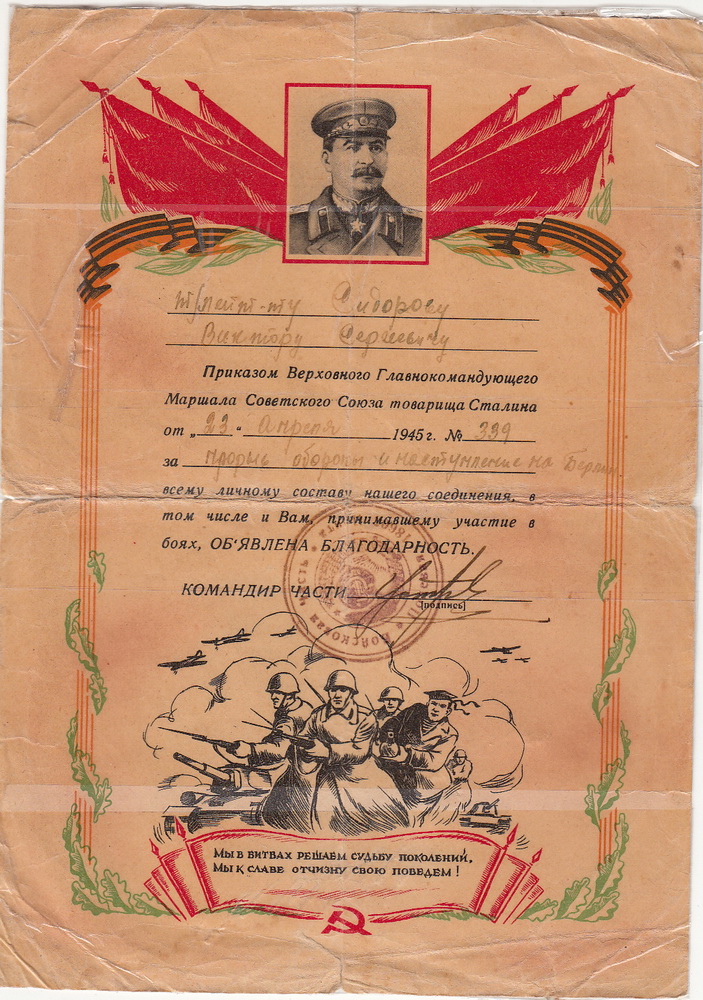 т/лейт-ту Сидорову
Виктору Сергеевичу
Приказом Верховного Главнокомандующего
Маршала Советского Союза товарища Сталина
от „23“ апреля 1945 г. № 339
за прорыв обороны и наступление на Берлин
всему личному составу нашего соединения, в
том числе и Вам, принимавшему участие в
боях, ОБ'ЯВЛЕНА БЛАГОДАРНОСТЬ.
КОМАНДИР ЧАСТИ
[подпись]
МЫ В БИТВАХ РЕШАЕМ СУДЬБУ ПОКОЛЕНИЙ,
МЫ К СЛАВЕ ОТЧИЗНУ СВОЮ ПОВЕДЕМ!